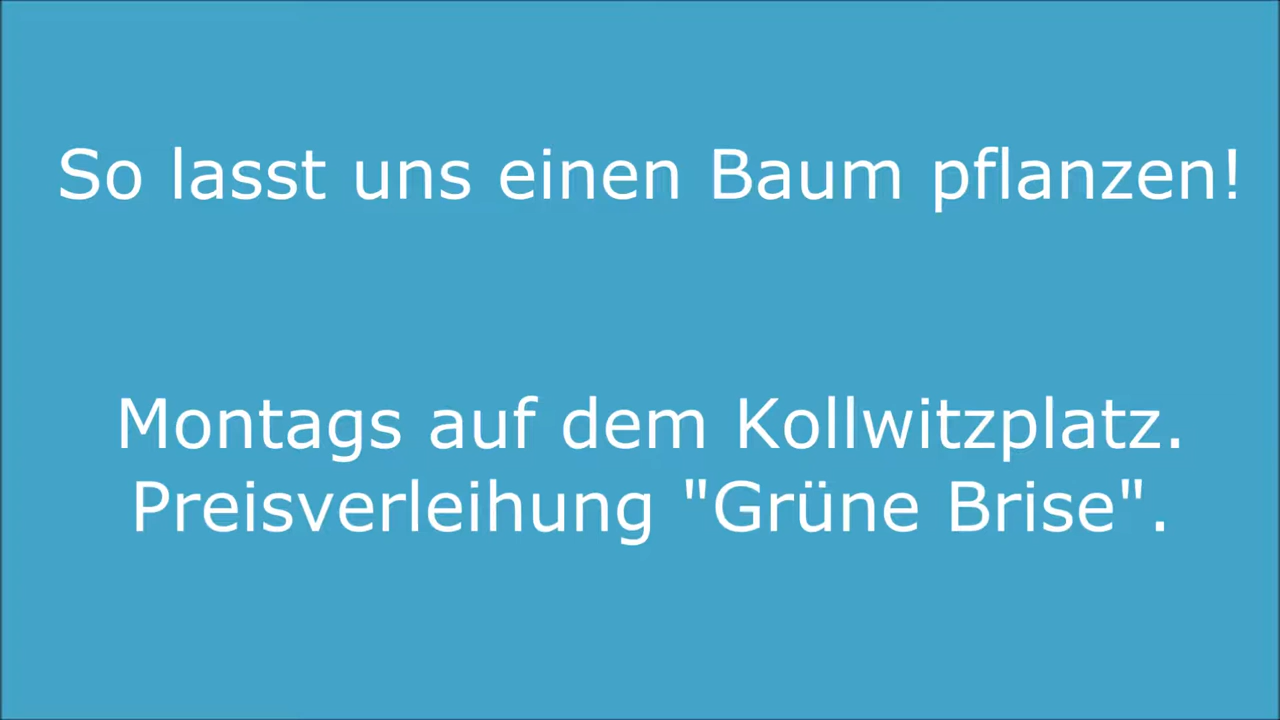 So lasst uns einen Baum pflanzen!
Montags auf dem Kollwitzplatz.
Preisverleihung "Grüne Brise".